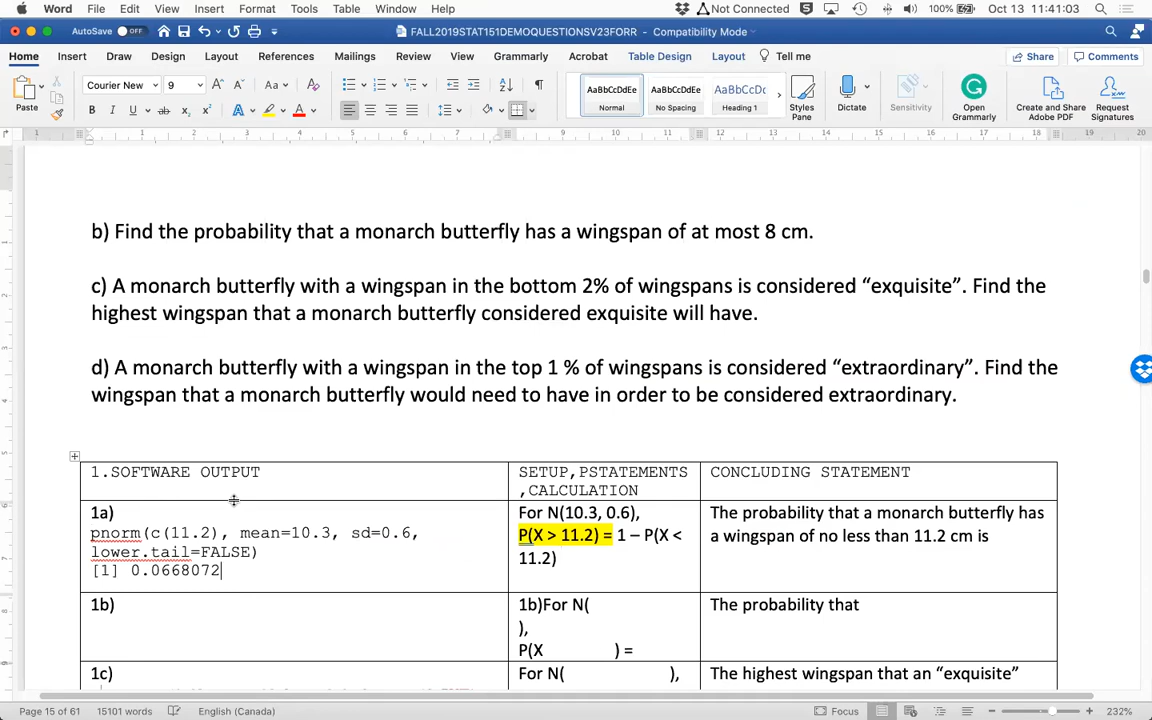 Word File Edit View Insert Format Tools Table Window Help Not Connected 100% Oct 13 11:41:03
AutoSave OFF FALL2019STAT151DEMOQUESTIONSV23FORR - Compatibility Mode
Home Insert Draw Design Layout References Mailings Review View Grammarly Acrobat Table Design Layout Tell me Share Comments
Paste Courier New 9 AaBbCcDdEe Normal AaBbCcDdEe No Spacing AaBbCcDc Heading 1 Styles Pane Dictate Sensitivity Open Grammarly Create and Share Adobe PDF Request Signatures
b) Find the probability that a monarch butterfly has a wingspan of at most 8 cm.
c) A monarch butterfly with a wingspan in the bottom 2% of wingspans is considered “exquisite”. Find the
highest wingspan that a monarch butterfly considered exquisite will have.
d) A monarch butterfly with a wingspan in the top 1 % of wingspans is considered “extraordinary”. Find the
wingspan that a monarch butterfly would need to have in order to be considered extraordinary.
1.SOFTWARE OUTPUT
SETUP,PSTATEMENTS
,CALCULATION
CONCLUDING STATEMENT
1a)
pnorm(c(11.2), mean=10.3, sd=0.6,
lower.tail=FALSE)
[1] 0.0668072
For N(10.3, 0.6),
P(X > 11.2) = 1 – P(X <
11.2)
The probability that a monarch butterfly has
a wingspan of no less than 11.2 cm is
1b)
1b)For N(
),
P(X ) =
The probability that
1c)
For N( ),
The highest wingspan that an “exquisite”
Page 15 of 61 15101 words English (Canada) Focus 232%